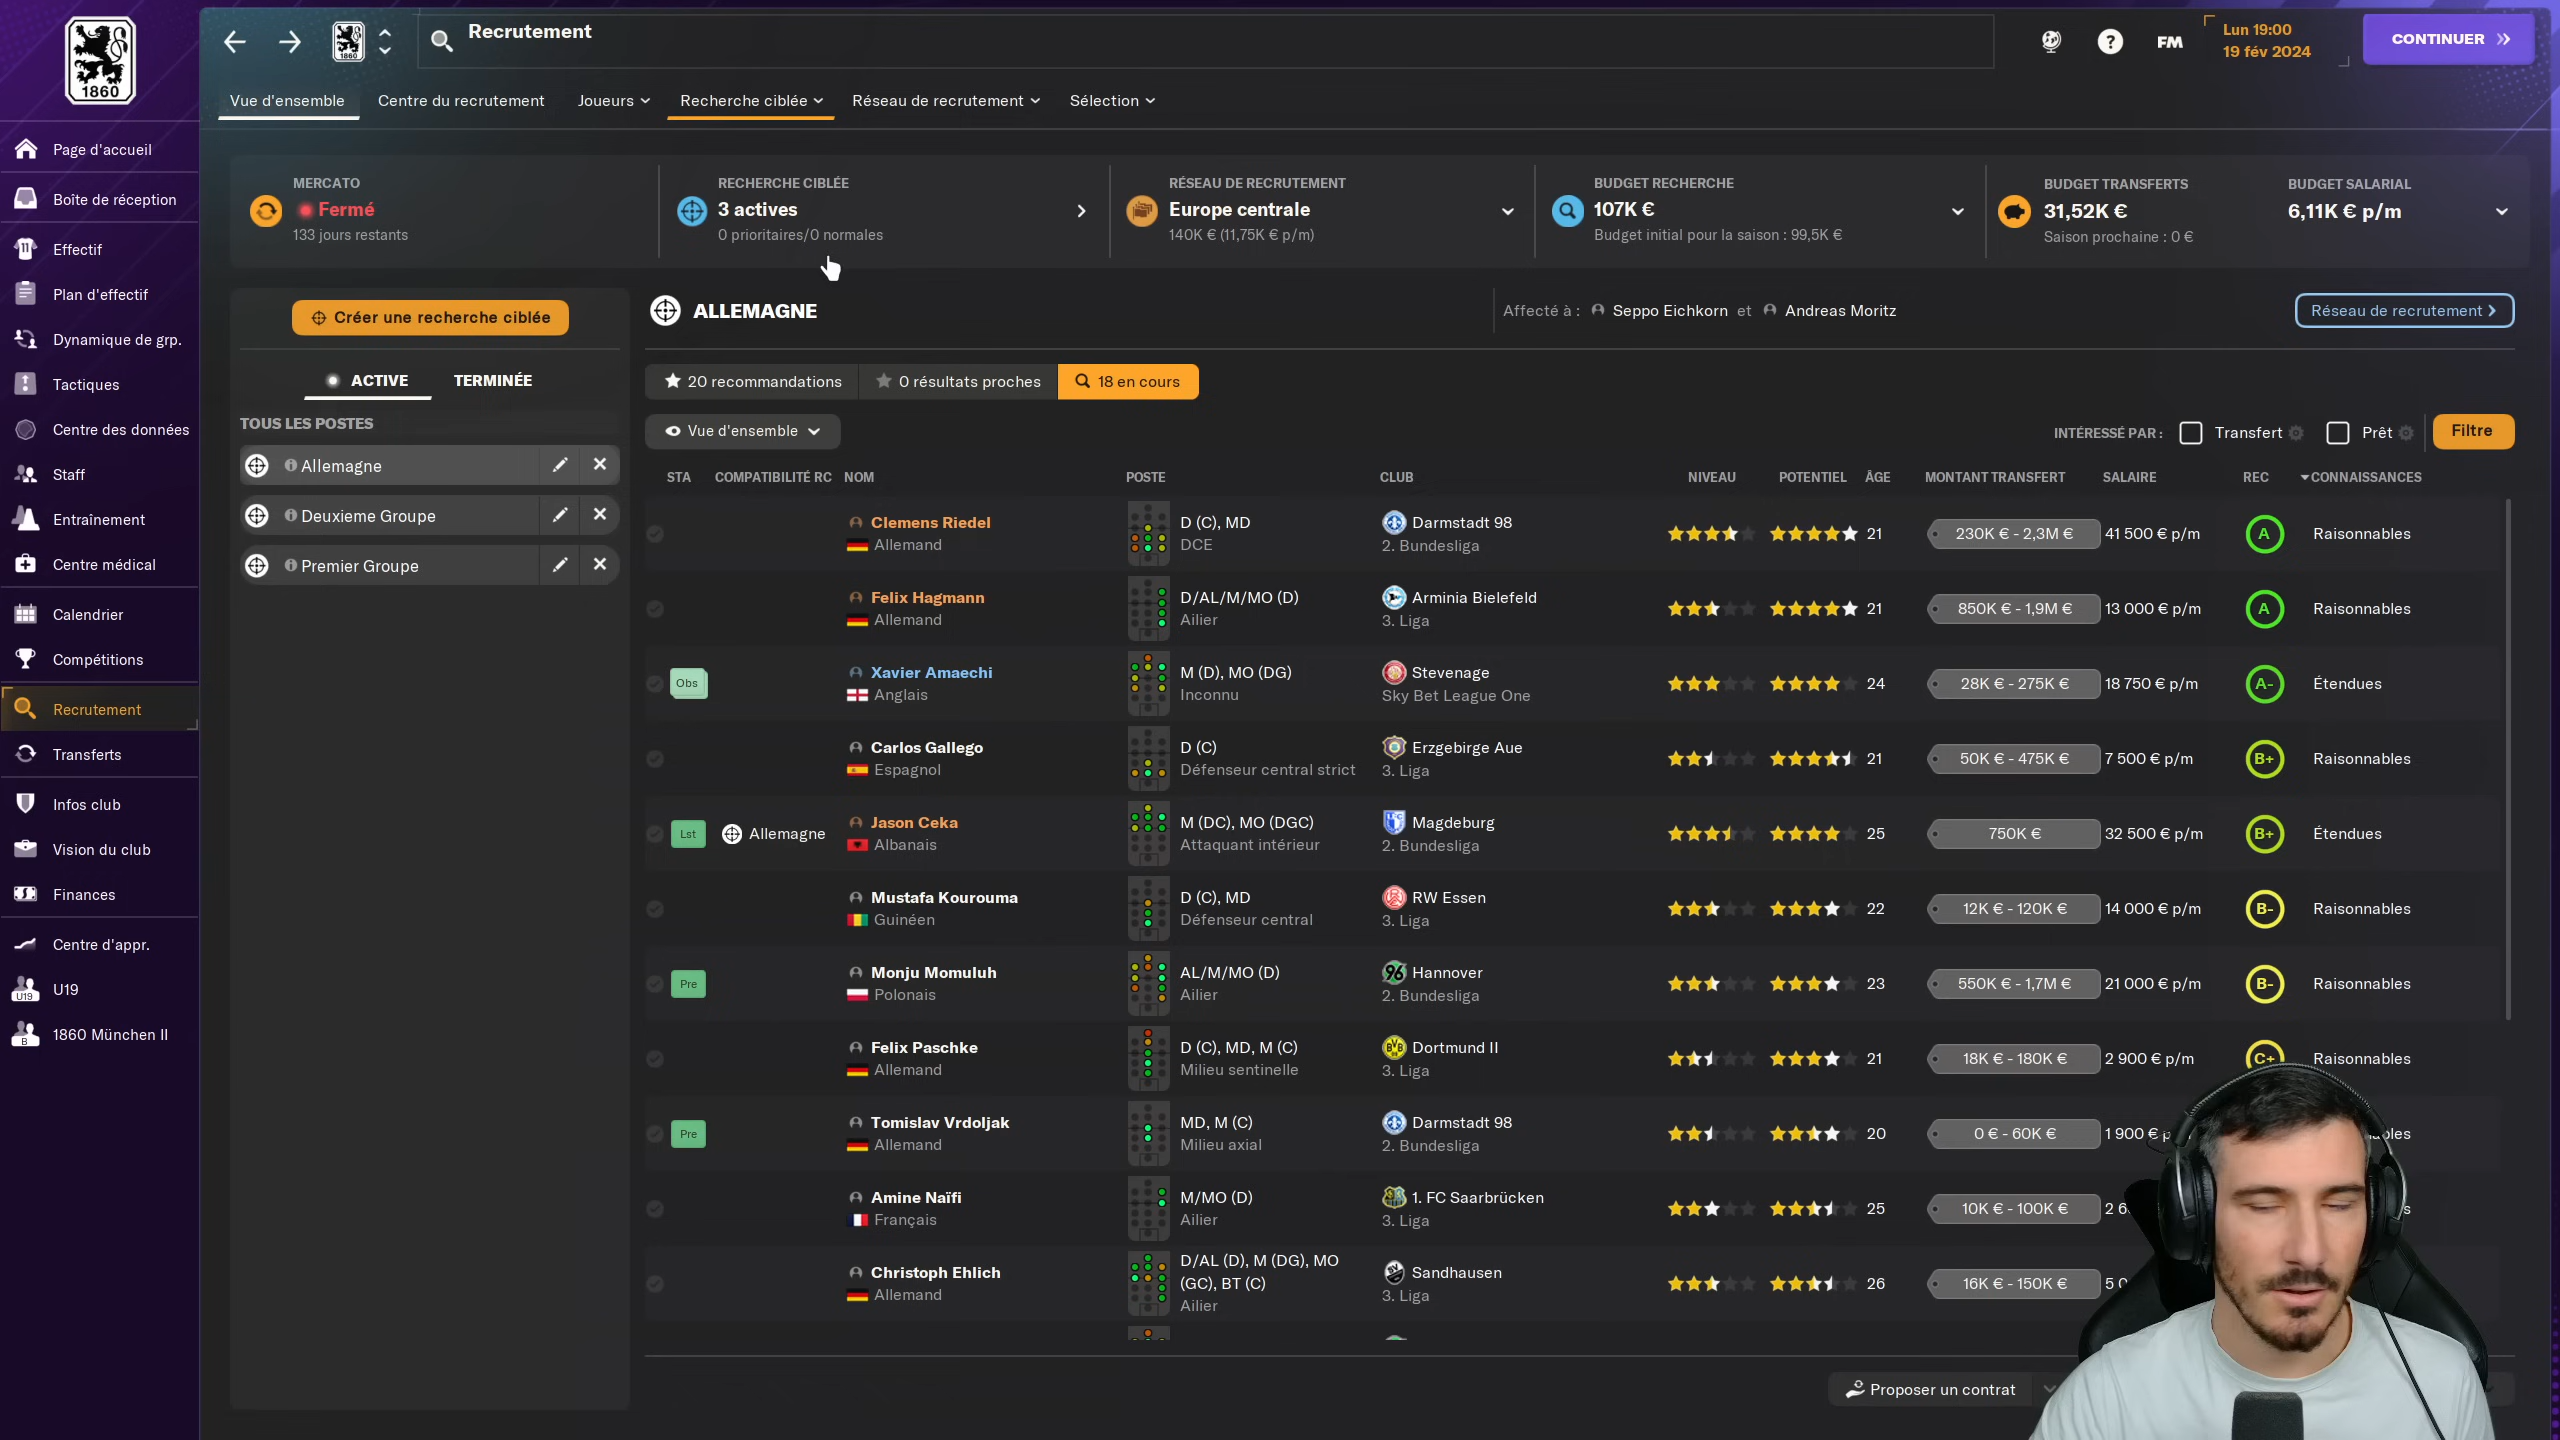 1860
1860
Recrutement
?
FM
Lun 19:00
19 fév 2024
CONTINUER
Vue d'ensemble
Centre du recrutement
Joueurs
Recherche ciblée
Réseau de recrutement
Sélection
Page d'accueil
Boîte de réception
Effectif
Plan d'effectif
Dynamique de grp.
Tactiques
Centre des données
Staff
Entraînement
Centre médical
Calendrier
Compétitions
Recrutement
Transferts
Infos club
Vision du club
Finances
Centre d'appr.
U19
U19
B
1860 München II
MERCATO
Fermé
133 jours restants
RECHERCHE CIBLÉE
3 actives
0 prioritaires/0 normales
RÉSEAU DE RECRUTEMENT
Europe centrale
140K € (11,75K € p/m)
BUDGET RECHERCHE
107K €
Budget initial pour la saison : 99,5K €
BUDGET TRANSFERTS
31,52K €
Saison prochaine : 0 €
BUDGET SALARIAL
6,11K € p/m
Créer une recherche ciblée
ACTIVE
TERMINÉE
TOUS LES POSTES
Allemagne
Deuxieme Groupe
Premier Groupe
ALLEMAGNE
Affecté à : Seppo Eichkorn et Andreas Moritz
Réseau de recrutement
20 recommandations
0 résultats proches
18 en cours
Vue d'ensemble
INTÉRESSÉ PAR :
Transfert
Prêt
Filtre
STA COMPATIBILITÉ RC NOM POSTE CLUB NIVEAU POTENTIEL ÂGE MONTANT TRANSFERT SALAIRE REC CONNAISSANCES
Clemens Riedel D (C), MD Darmstadt 98 21 230K € - 2,3M € 41 500 € p/m A Raisonnables
Allemand DCE 2. Bundesliga
Felix Hagmann D/AL/M/MO (D) Arminia Bielefeld 21 850K € - 1,9M € 13 000 € p/m A Raisonnables
Allemand Ailier 3. Liga
Obs Xavier Amaechi M (D), MO (DG) Stevenage 24 28K € - 275K € 18 750 € p/m A- Étendues
Anglais Inconnu Sky Bet League One
Carlos Gallego D (C) Erzgebirge Aue 21 50K € - 475K € 7 500 € p/m B+ Raisonnables
Espagnol Défenseur central strict 3. Liga
Lst Allemagne Jason Ceka M (DC), MO (DGC) Magdeburg 25 750K € 32 500 € p/m B+ Étendues
Albanais Attaquant intérieur 2. Bundesliga
Mustafa Kourouma D (C), MD RW Essen 22 12K € - 120K € 14 000 € p/m B- Raisonnables
Guinéen Défenseur central 3. Liga
Pre Monju Momuluh AL/M/MO (D) Hannover 23 550K € - 1,7M € 21 000 € p/m B- Raisonnables
Polonais Ailier 2. Bundesliga
Felix Paschke D (C), MD, M (C) Dortmund II 21 18K € - 180K € 2 900 € p/m C+ Raisonnables
Allemand Milieu sentinelle 3. Liga
Pre Tomislav Vrdoljak MD, M (C) Darmstadt 98 20 0 € - 60K € 1 900 €
Allemand Milieu axial 2. Bundesliga
Amine Naïfi M/MO (D) 1. FC Saarbrücken 25 10K € - 100K €
Français Ailier 3. Liga
Christoph Ehlich D/AL (D), M (DG), MO (GC), BT (C) Sandhausen 26 16K € - 150K €
Allemand Ailier 3. Liga
Proposer un contrat